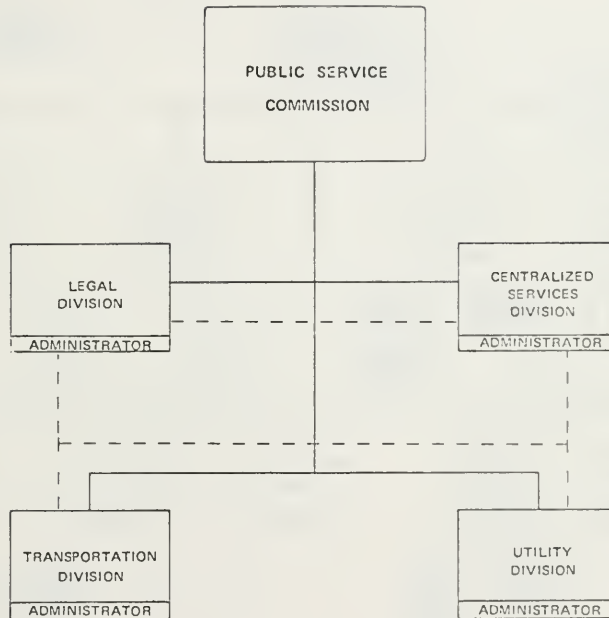 PUBLIC SERVICE
COMMISSION
LEGAL
DIVISION
ADMINISTRATOR
CENTRALIZED
SERVICES
DIVISION
ADMINISTRATOR
TRANSPORTATION
DIVISION
ADMINISTRATOR
UTILITY
DIVISION
ADMINISTRATOR